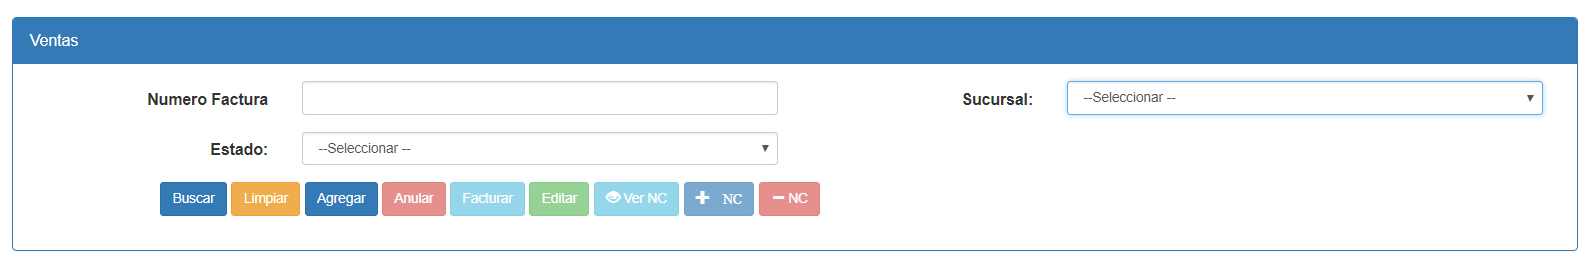 Ventas
Numero Factura Sucursal: --Seleccionar --
Estado: --Seleccionar --
Buscar Limpiar Agregar Anular Facturar Editar Ver NC NC NC